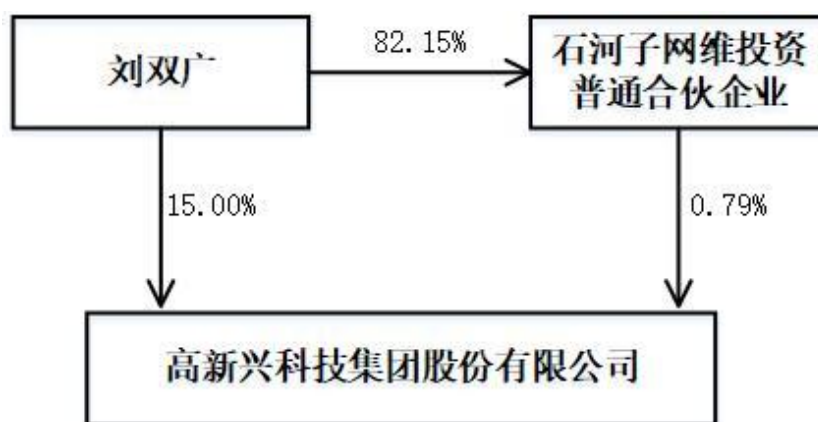 82.15%
刘双广
石河子网维投资
普通合伙企业
15.00%
0.79%
高新兴科技集团股份有限公司